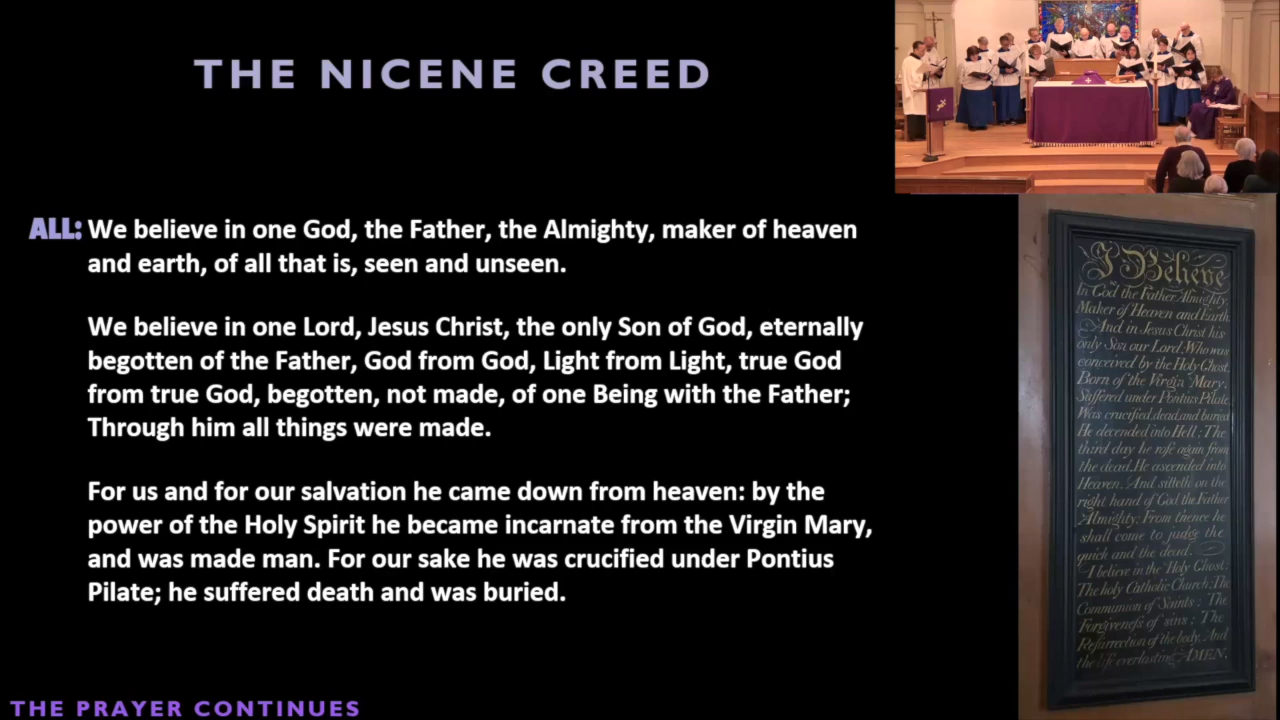 THE NICENE CREED
ALL: We believe in one God, the Father, the Almighty, maker of heaven
and earth, of all that is, seen and unseen.
We believe in one Lord, Jesus Christ, the only Son of God, eternally
begotten of the Father, God from God, Light from Light, true God
from true God, begotten, not made, of one Being with the Father;
Through him all things were made.
For us and for our salvation he came down from heaven: by the
power of the Holy Spirit he became incarnate from the Virgin Mary,
and was made man. For our sake he was crucified under Pontius
Pilate; he suffered death and was buried.
THE PRAYER CONTINUES
I Believe
In God the Father Almighty,
Maker of Heaven and Earth,
And in Jesus Christ his
only Son our Lord, Who was
conceived by the Holy Ghost,
Born of the Virgin Mary,
Suffered under Pontius Pilate,
Was crucified, dead, and buried
He decended into Hell; The
third day he rose again from
the dead. He ascended into
Heaven, And sitteth on the
right hand of God the Father
Almighty; From thence he
shall come to judge the
quick and the dead.
I believe in the Holy Ghost;
The holy Catholic Church; The
Communion of Saints; The
Forgiveneſs of sins; The
Reſurrection of the body, And
the life everlasting AMEN.